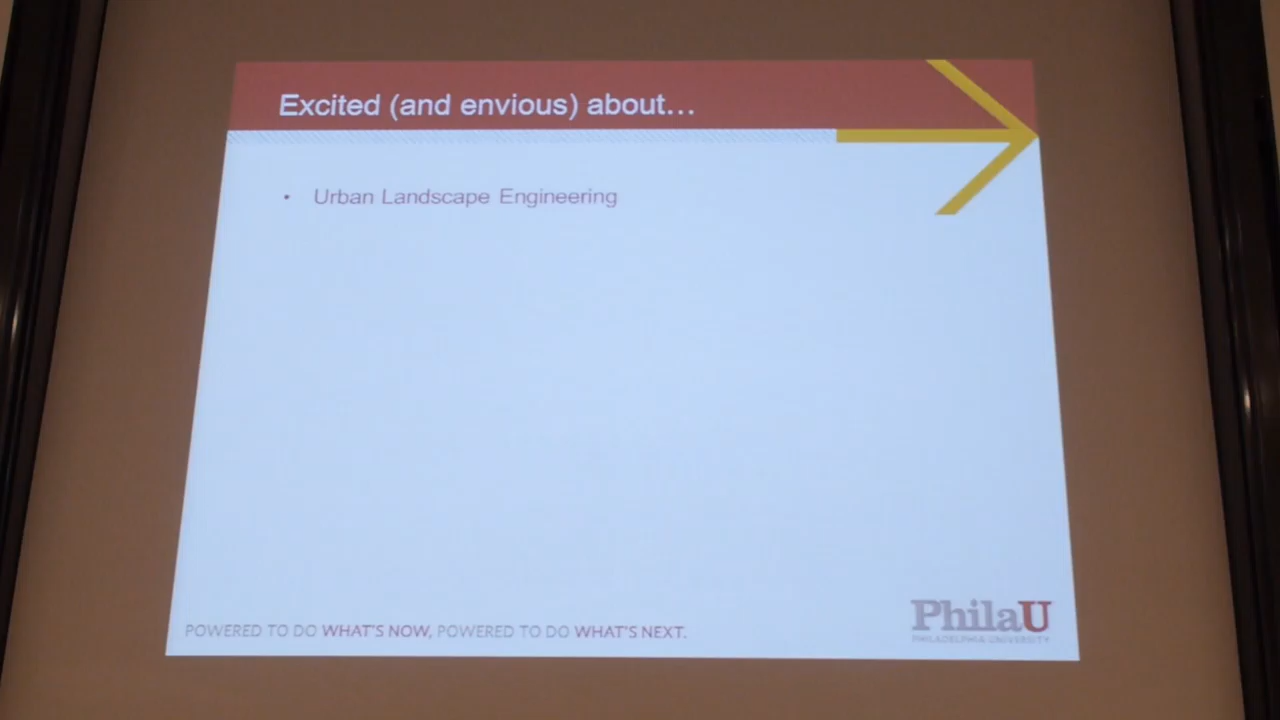 Excited (and envious) about…
• Urban Landscape Engineering
POWERED TO DO WHAT'S NOW, POWERED TO DO WHAT'S NEXT.
PhilaU
PHILADELPHIA UNIVERSITY